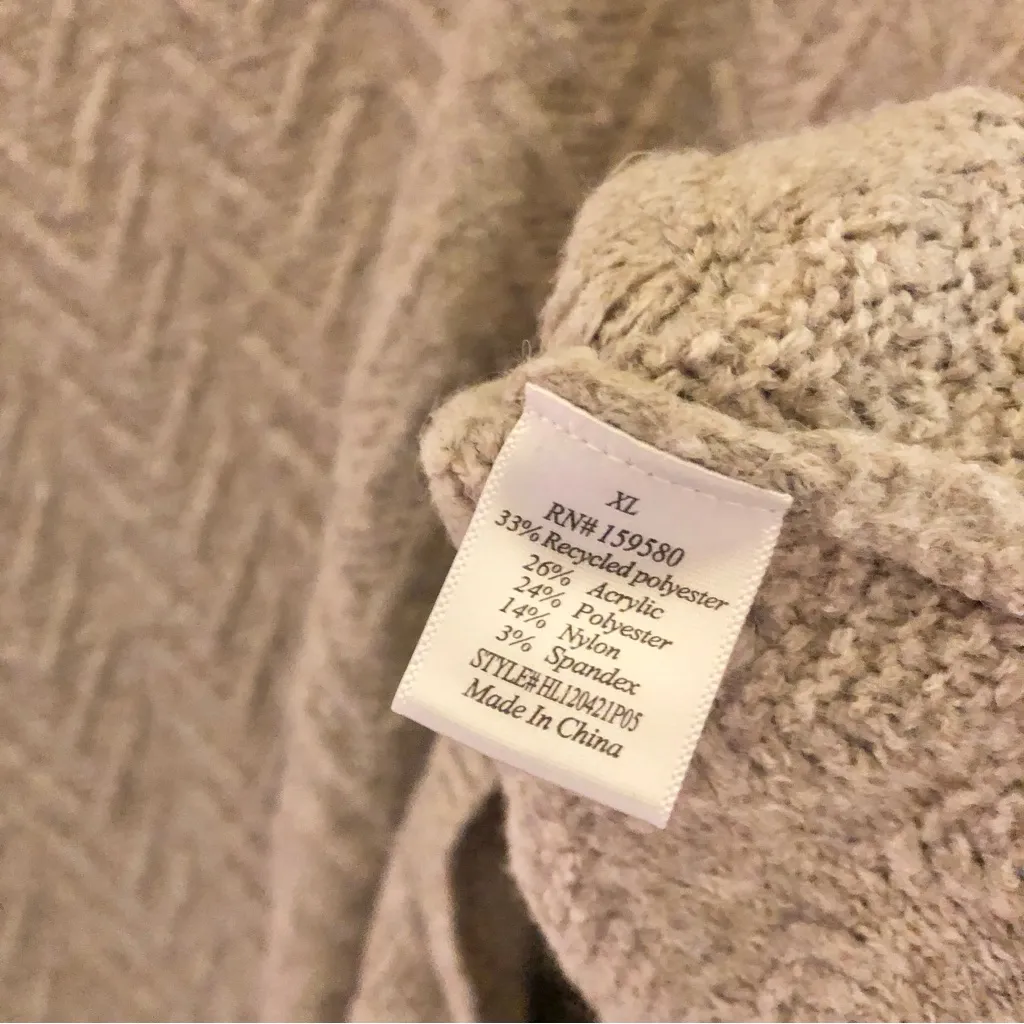 XL
RN# 159580
33% Recycled polyester
26% Acrylic
24% Polyester
14% Nylon
3% Spandex
STYLE# HL120421P05
Made In China